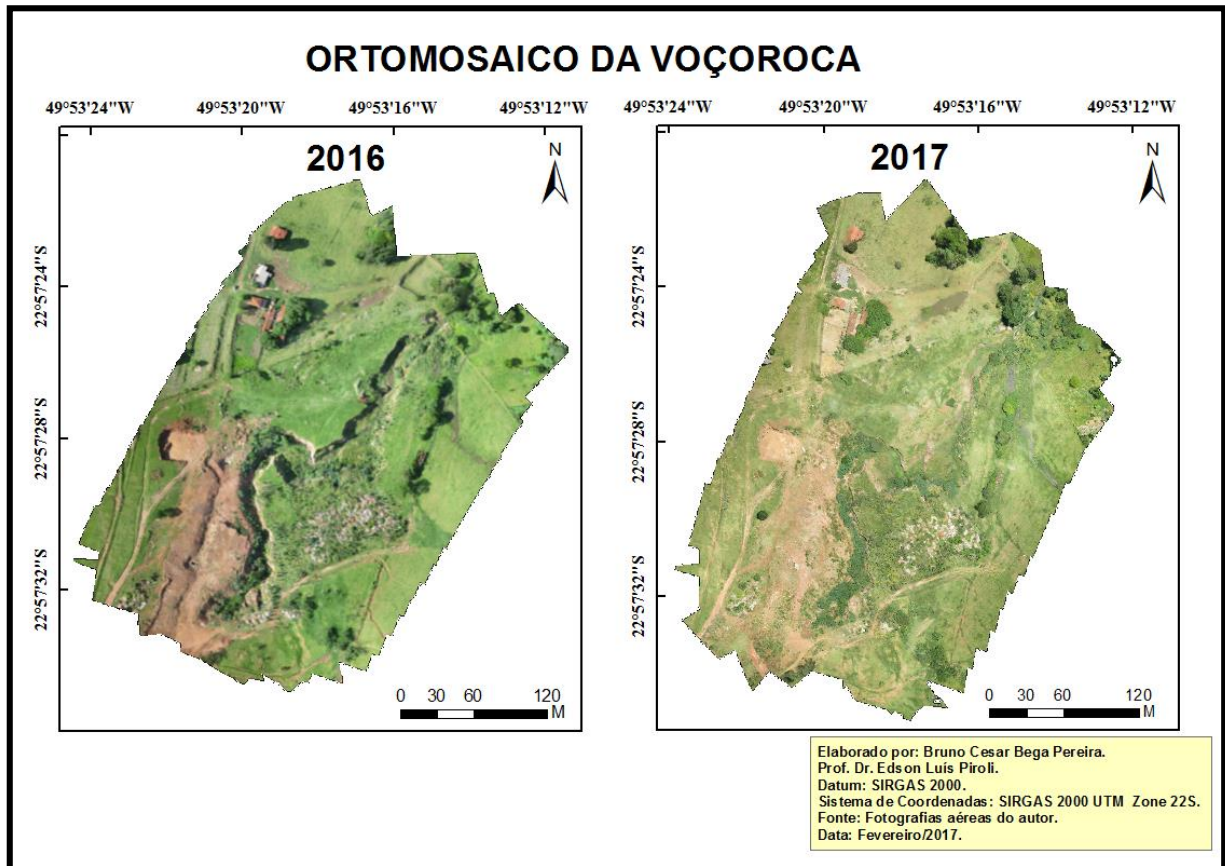 ORTOMOSAICO DA VOÇOROCA
49°53'24"W 49°53'20"W 49°53'16"W 49°53'12"W
2016
N
22°57'24"S
22°57'28"S
22°57'32"S
0 30 60 120
M
49°53'24"W 49°53'20"W 49°53'16"W 49°53'12"W
2017
N
22°57'24"S
22°57'28"S
22°57'32"S
0 30 60 120
M
Elaborado por: Bruno Cesar Bega Pereira.
Prof. Dr. Edson Luís Piroli.
Datum: SIRGAS 2000.
Sistema de Coordenadas: SIRGAS 2000 UTM Zone 22S.
Fonte: Fotografias aéreas do autor.
Data: Fevereiro/2017.